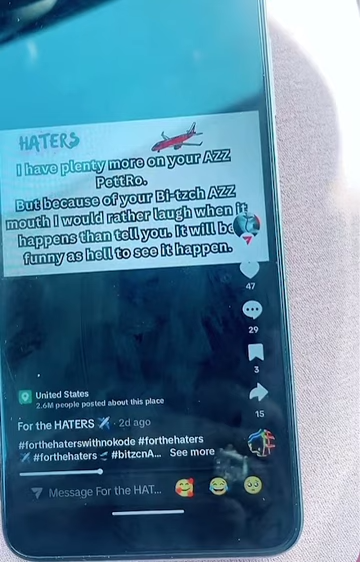 HATERS
I have plenty more on your AZZ
PettRo.
But because of your Bi-tzch AZZ
mouth I would rather laugh when it
happens than tell you. It will be
funny as hell to see it happen.
47
29
3
15
United States
2.6M people posted about this place
For the HATERS ✈️ · 2d ago
#forthehaterswithnokode #forthehaters
✈️ #forthehaters 🛫 #bitzcnA... See more
Message For the HAT...